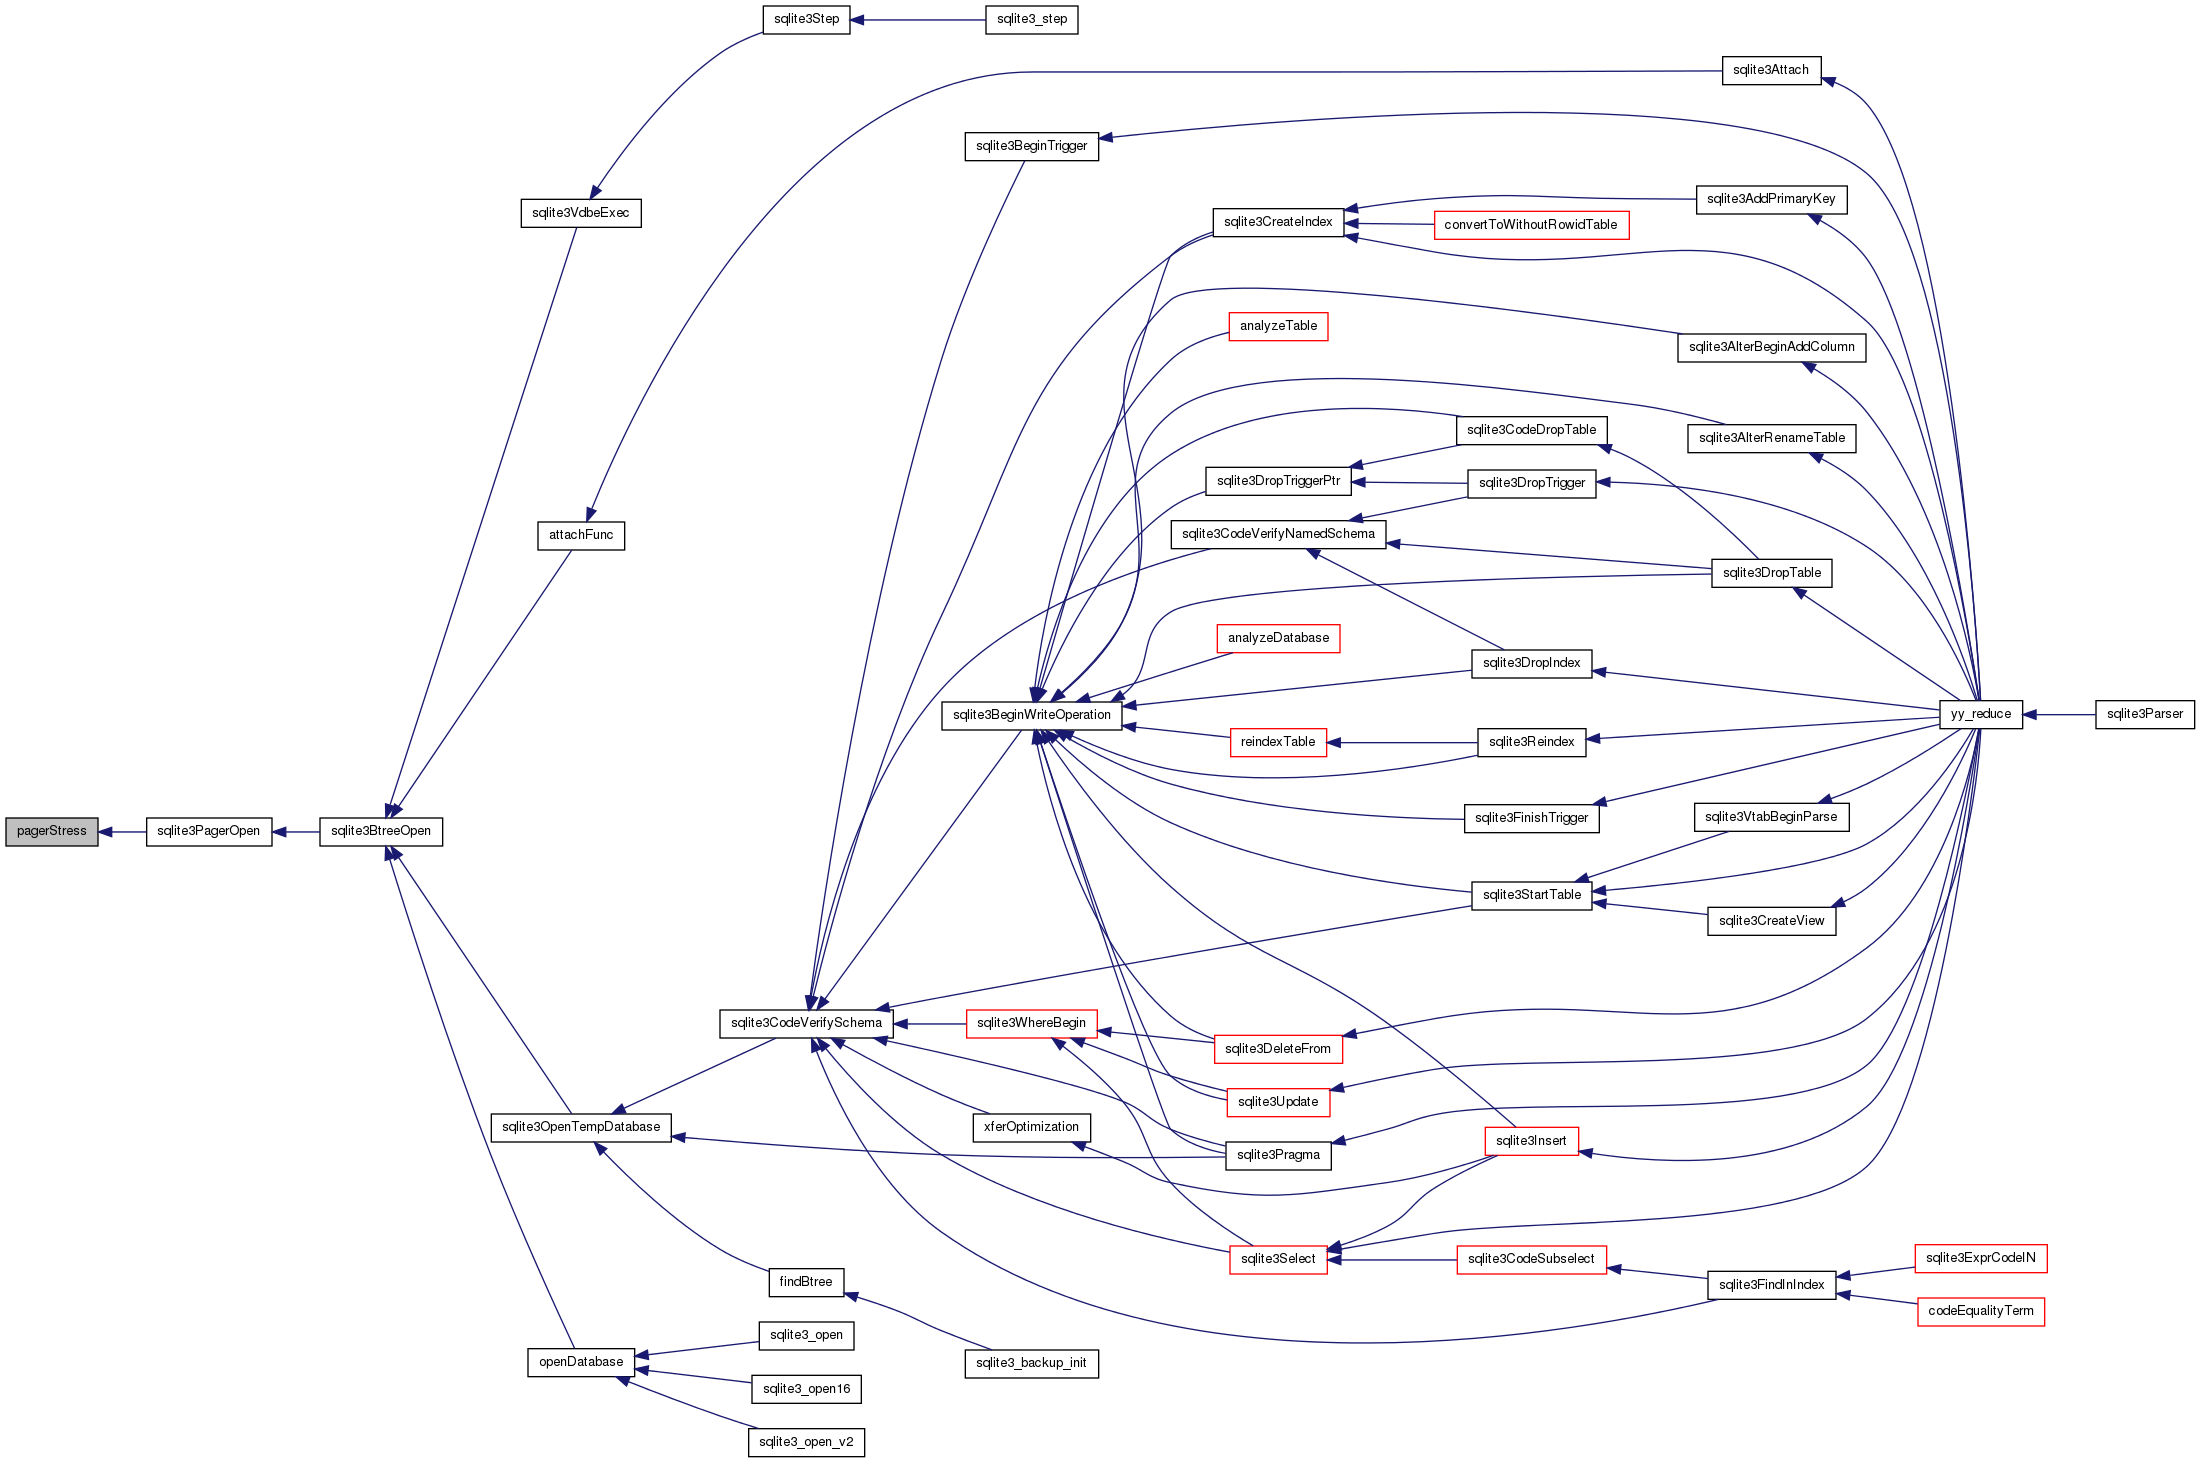 sqlite3Step
sqlite3_step
sqlite3Attach
sqlite3BeginTrigger
sqlite3AddPrimaryKey
sqlite3VdbeExec
sqlite3CreateIndex
convertToWithoutRowidTable
analyzeTable
sqlite3AlterBeginAddColumn
sqlite3CodeDropTable
sqlite3AlterRenameTable
sqlite3DropTriggerPtr
sqlite3DropTrigger
attachFunc
sqlite3CodeVerifyNamedSchema
sqlite3DropTable
analyzeDatabase
sqlite3DropIndex
sqlite3BeginWriteOperation
yy_reduce
sqlite3Parser
reindexTable
sqlite3Reindex
sqlite3FinishTrigger
sqlite3VtabBeginParse
pagerStress
sqlite3PagerOpen
sqlite3BtreeOpen
sqlite3StartTable
sqlite3CreateView
sqlite3CodeVerifySchema
sqlite3WhereBegin
sqlite3DeleteFrom
sqlite3Update
sqlite3OpenTempDatabase
xferOptimization
sqlite3Pragma
sqlite3Insert
sqlite3Select
sqlite3CodeSubselect
sqlite3ExprCodeIN
findBtree
sqlite3FindInIndex
codeEqualityTerm
sqlite3_open
openDatabase
sqlite3_backup_init
sqlite3_open16
sqlite3_open_v2